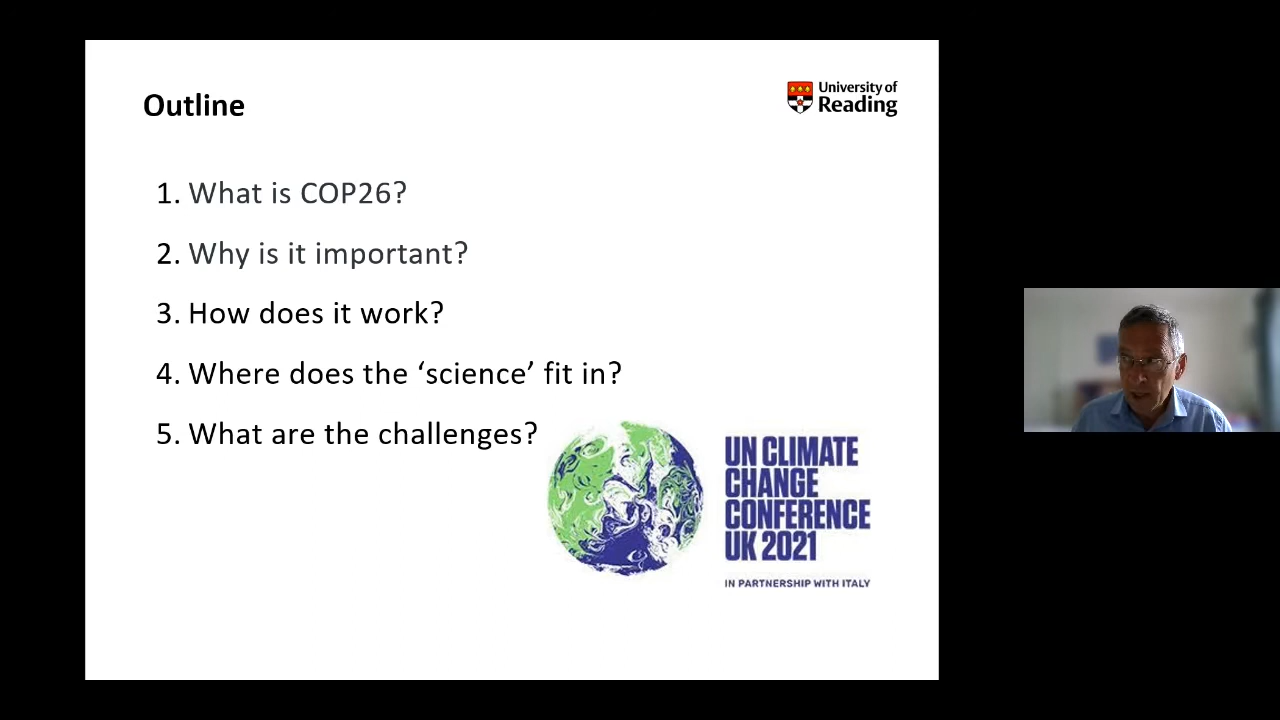 Outline
University of
Reading
1. What is COP26?
2. Why is it important?
3. How does it work?
4. Where does the ‘science’ fit in?
5. What are the challenges?
UN CLIMATE
CHANGE
CONFERENCE
UK 2021
IN PARTNERSHIP WITH ITALY